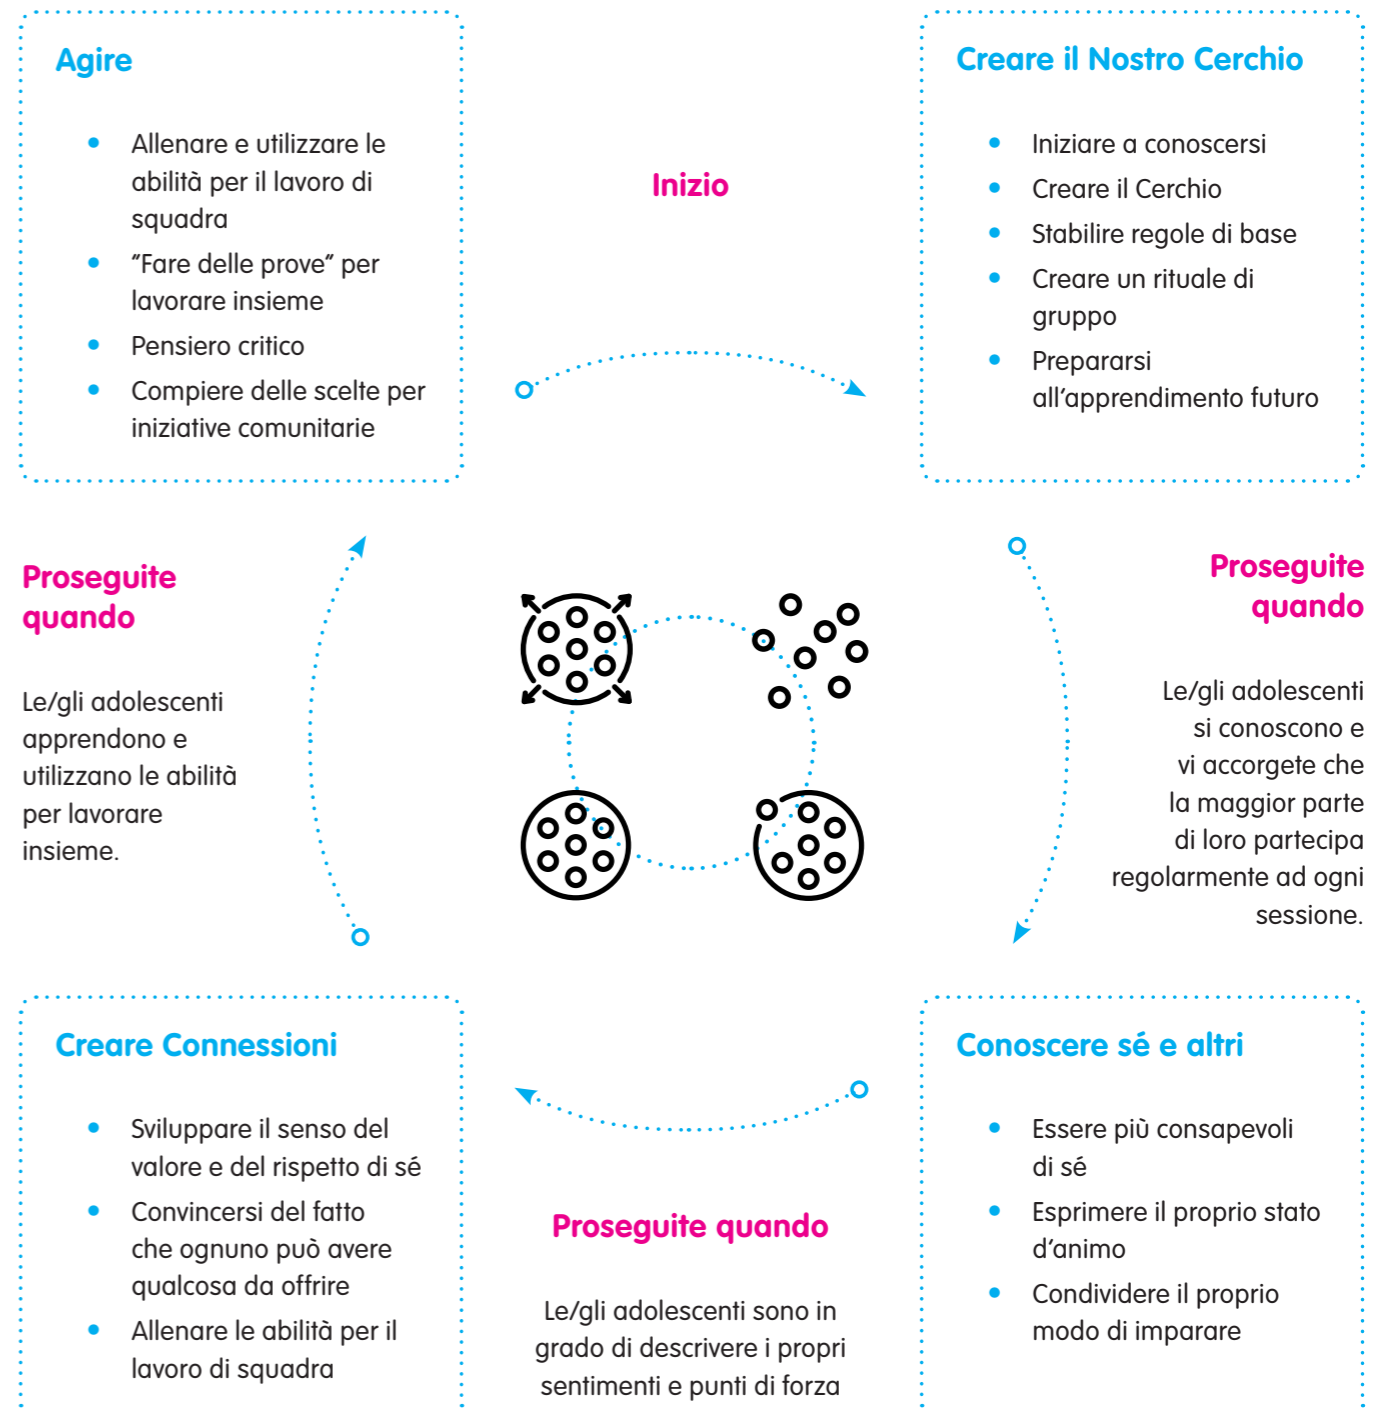 Agire
Allenare e utilizzare le
abilità per il lavoro di
squadra
“Fare delle prove“ per
lavorare insieme
Pensiero critico
Compiere delle scelte per
iniziative comunitarie
Inizio
Creare il Nostro Cerchio
Iniziare a conoscersi
Creare il Cerchio
Stabilire regole di base
Creare un rituale di
gruppo
Prepararsi
all’apprendimento futuro
Proseguite
quando
Le/gli adolescenti
apprendono e
utilizzano le abilità
per lavorare
insieme.
Proseguite
quando
Le/gli adolescenti
si conoscono e
vi accorgete che
la maggior parte
di loro partecipa
regolarmente ad ogni
sessione.
Creare Connessioni
Sviluppare il senso del
valore e del rispetto di sé
Convincersi del fatto
che ognuno può avere
qualcosa da offrire
Allenare le abilità per il
lavoro di squadra
Proseguite quando
Le/gli adolescenti sono in
grado di descrivere i propri
sentimenti e punti di forza
Conoscere sé e altri
Essere più consapevoli
di sé
Esprimere il proprio stato
d’animo
Condividere il proprio
modo di imparare